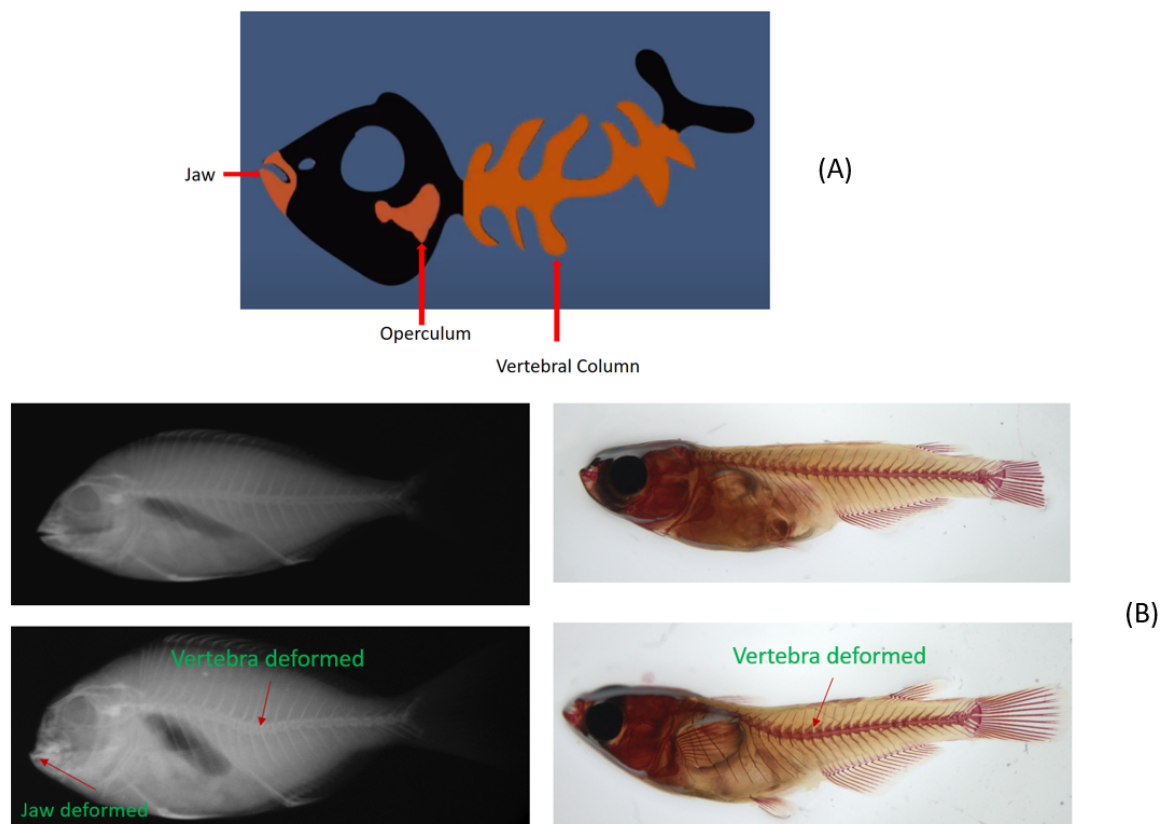 Jaw
(A)
Operculum
Vertebral Column
(B)
Vertebra deformed
Vertebra deformed
Jaw deformed